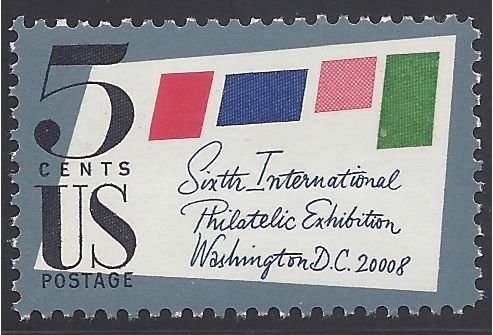 5
CENTS
US
POSTAGE
Sixth International
Philatelic Exhibition
Washington D.C. 20008